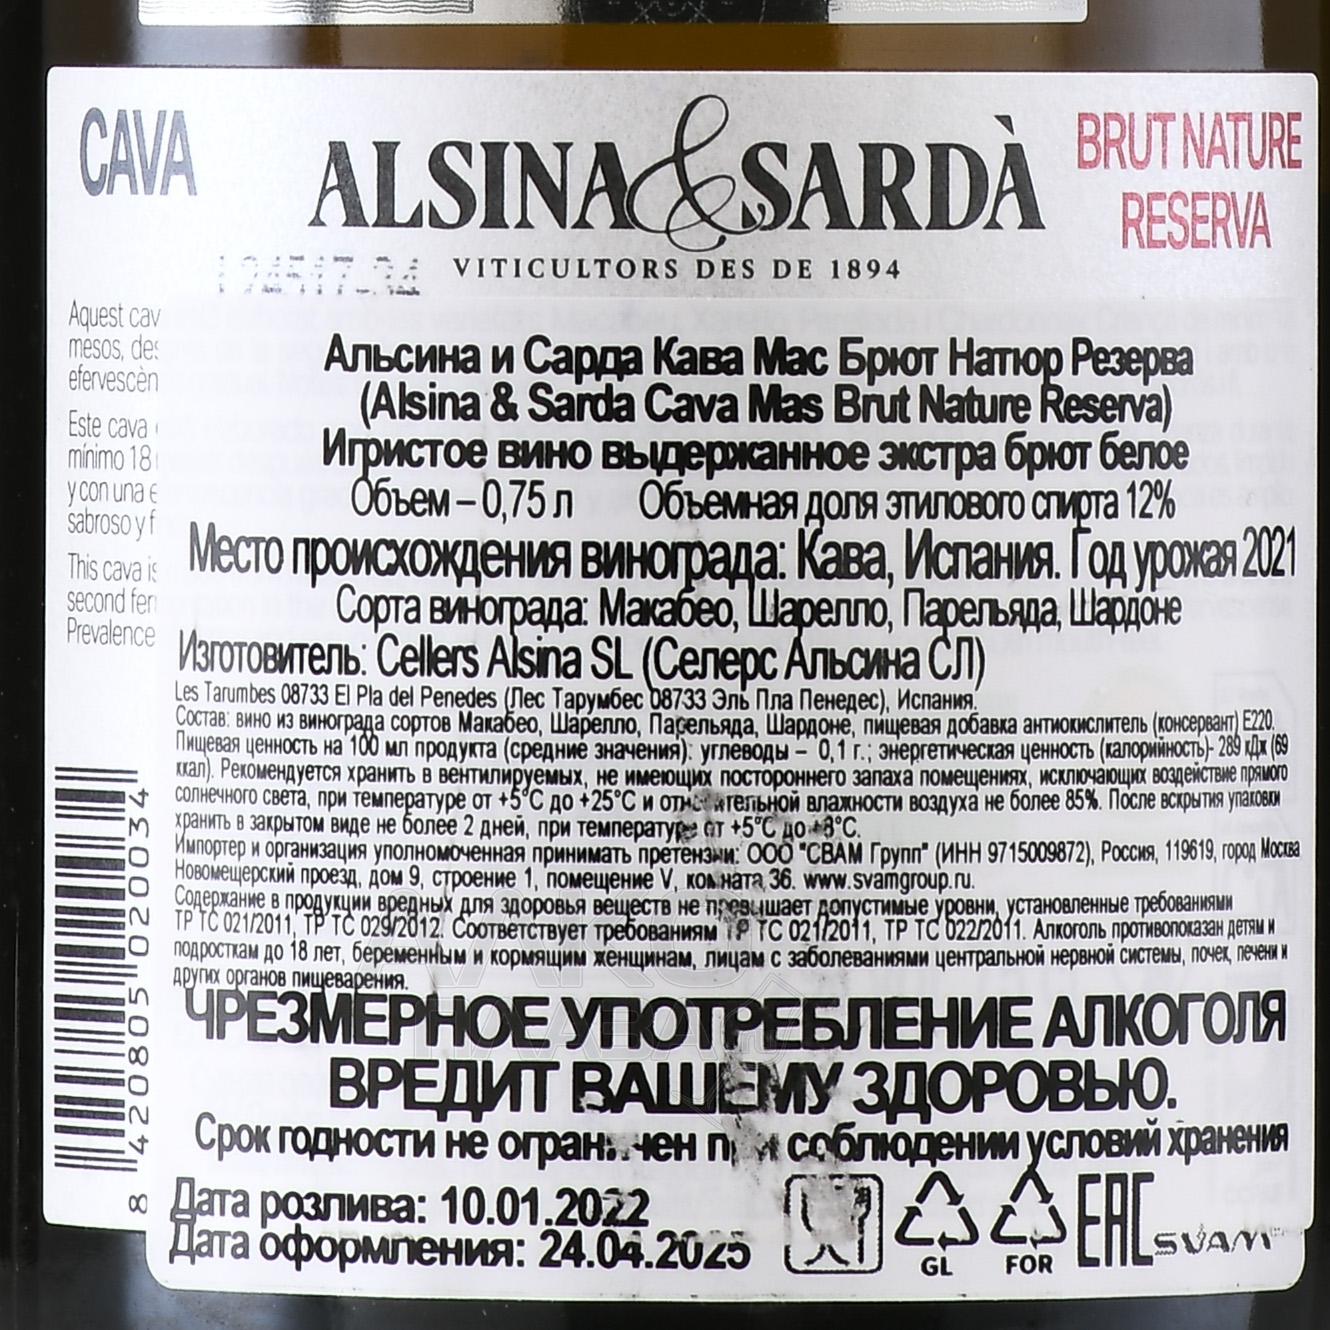 CAVA
ALSINA & SARDÀ
BRUT NATURE
RESERVA
VITICULTORS DES DE 1894
Aquest cav
mesos, des
efervescèn
Este cava
mínimo 18
y con una e
sabroso y f
This cava is
second fer
Prevalence
Альсина и Сарда Кава Мас Брют Натюр Резерва
(Alsina & Sarda Cava Mas Brut Nature Reserva)
Игристое вино выдержанное экстра брют белое
Объем – 0,75 л Объемная доля этилового спирта 12%
Место происхождения винограда: Кава, Испания. Год урожая 2021
Сорта винограда: Макабео, Шарелло, Парельяда, Шардоне
Изготовитель: Cellers Alsina SL (Селерс Альсина СЛ)
Les Tarumbes 08733 El Pla del Penedes (Лес Тарумбес 08733 Эль Пла Пенедес), Испания.
Состав: вино из винограда сортов Макабео, Шарелло, Парельяда, Шардоне, пищевая добавка антиокислитель (консервант) E220.
Пищевая ценность на 100 мл продукта (средние значения): углеводы – 0,1 г.; энергетическая ценность (калорийность)- 289 кДж (69
ккал). Рекомендуется хранить в вентилируемых, не имеющих постороннего запаха помещениях, исключающих воздействие прямого
солнечного света, при температуре от +5°C до +25°C и относительной влажности воздуха не более 85%. После вскрытия упаковки
хранить в закрытом виде не более 2 дней, при температуре от +5°C до +8°C.
Импортер и организация уполномоченная принимать претензии: ООО "СВАМ Групп" (ИНН 9715009872), Россия, 119619, город Москва
Новомещерский проезд, дом 9, строение 1, помещение V, комната 36. www.svamgroup.ru.
Содержание в продукции вредных для здоровья веществ не превышает допустимые уровни, установленные требованиями
ТР ТС 021/2011, ТР ТС 029/2012. Соответствует требованиям ТР ТС 021/2011, ТР ТС 022/2011. Алкоголь противопоказан детям и
подросткам до 18 лет, беременным и кормящим женщинам, лицам с заболеваниями центральной нервной системы, почек, печени и
других органов пищеварения.
ЧРЕЗМЕРНОЕ УПОТРЕБЛЕНИЕ АЛКОГОЛЯ
ВРЕДИТ ВАШЕМУ ЗДОРОВЬЮ.
Срок годности не ограничен при соблюдении условий хранения
Дата розлива: 10.01.2022
Дата оформления: 24.04.2025
GL
FOR
EAC
SVAM
8 420805 020034